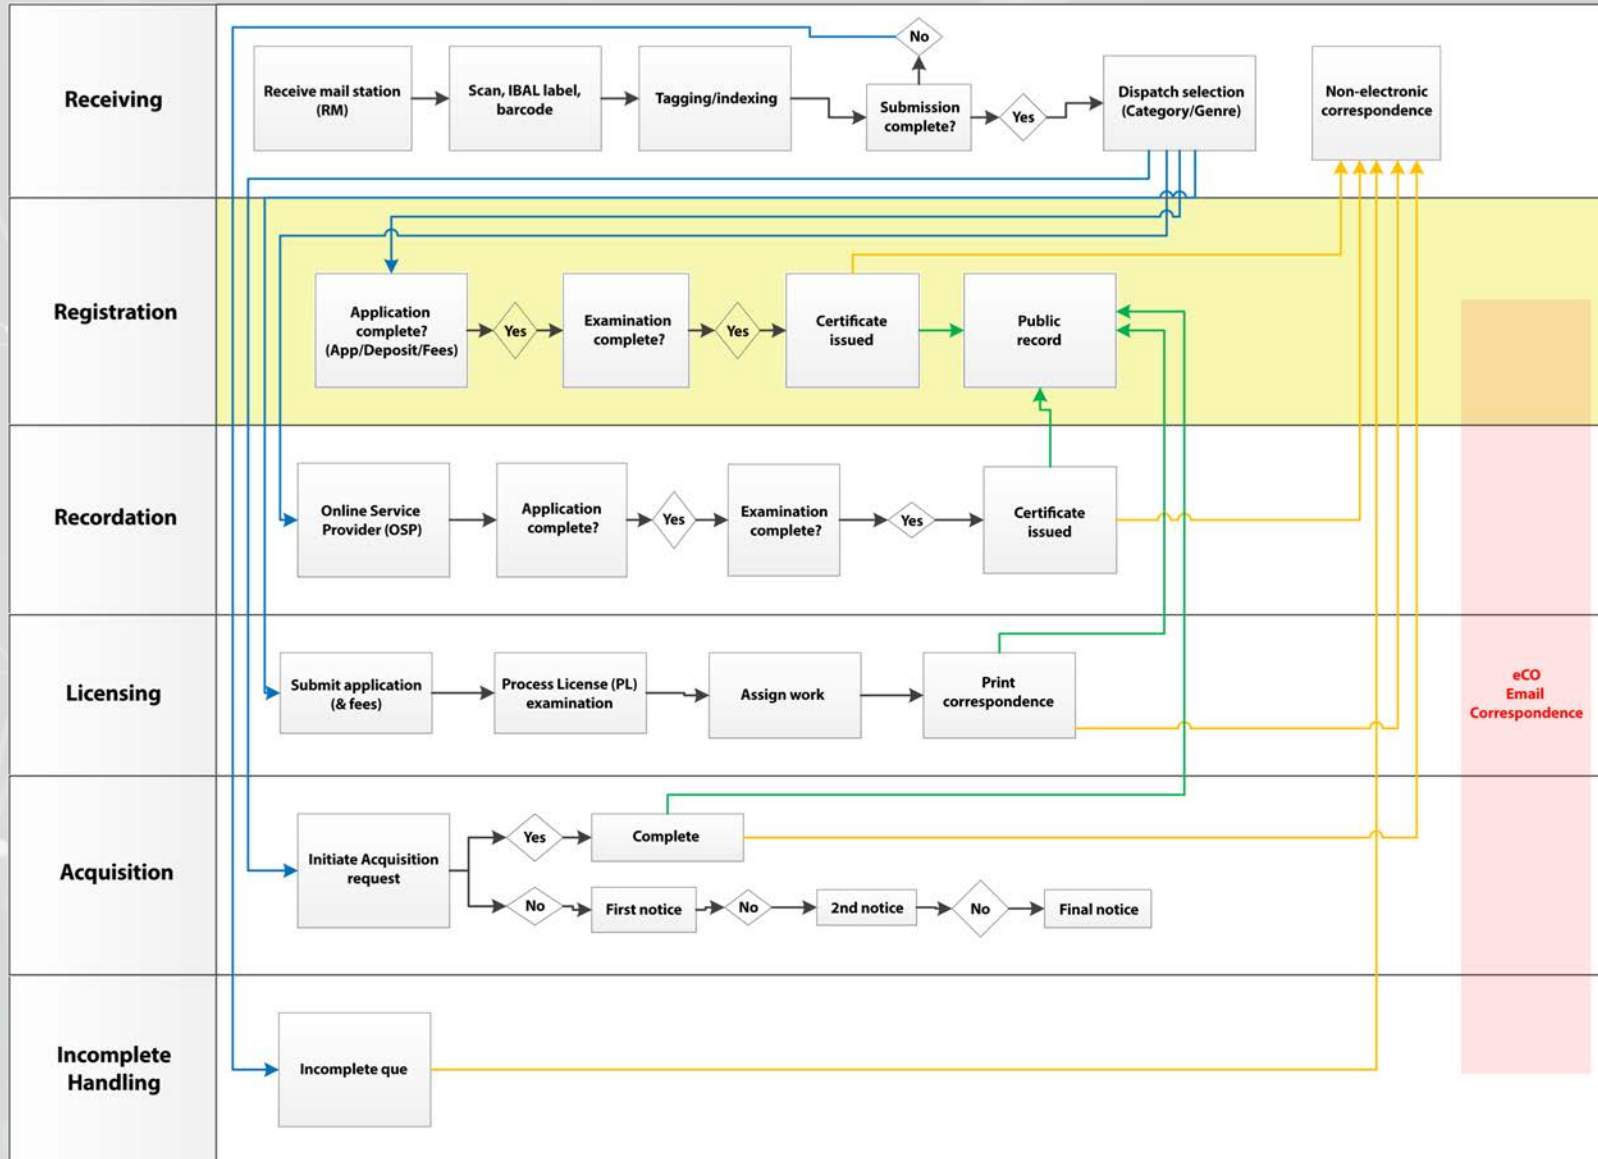 Receiving
No
Receive mail station
(RM)
Scan, IBAL label,
barcode
Tagging/indexing
Submission
complete?
Yes
Dispatch selection
(Category/Genre)
Non-electronic
correspondence
Registration
Application
complete?
(App/Deposit/Fees)
Yes
Examination
complete?
Yes
Certificate
issued
Public
record
Recordation
Online Service
Provider (OSP)
Application
complete?
Yes
Examination
complete?
Yes
Certificate
issued
Licensing
Submit application
(& fees)
Process License (PL)
examination
Assign work
Print
correspondence
eCO
Email
Correspondence
Acquisition
Initiate Acquisition
request
Yes
Complete
No
First notice
No
2nd notice
No
Final notice
Incomplete
Handling
Incomplete que